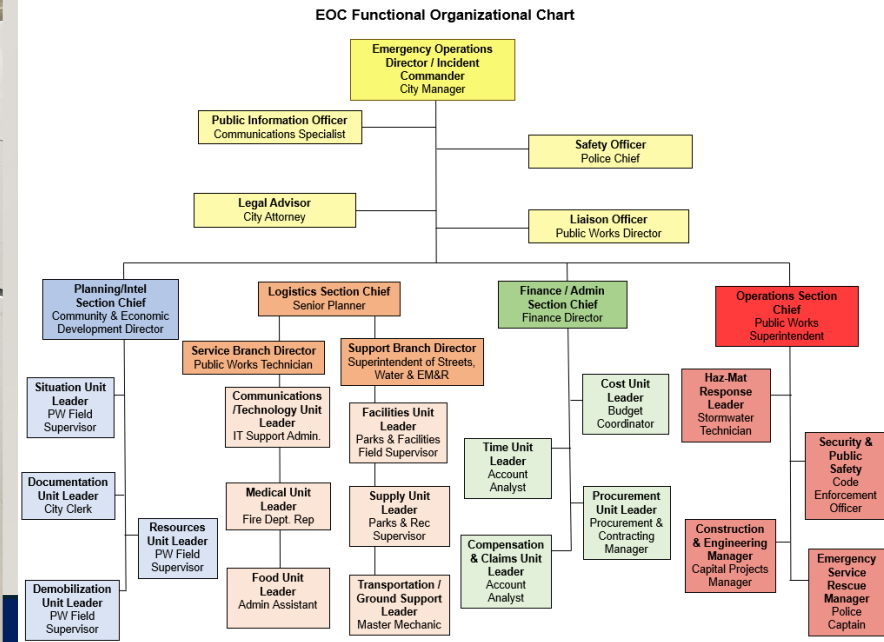 EOC Functional Organizational Chart
Emergency Operations
Director / Incident
Commander
City Manager
Public Information Officer
Communications Specialist
Safety Officer
Police Chief
Legal Advisor
City Attorney
Liaison Officer
Public Works Director
Planning/Intel
Section Chief
Community & Economic
Development Director
Logistics Section Chief
Senior Planner
Finance / Admin
Section Chief
Finance Director
Operations Section
Chief
Public Works
Superintendent
Service Branch Director
Public Works Technician
Support Branch Director
Superintendent of Streets,
Water & EM&R
Situation Unit
Leader
PW Field
Supervisor
Documentation
Unit Leader
City Clerk
Resources
Unit Leader
PW Field
Supervisor
Demobilization
Unit Leader
PW Field
Supervisor
Communications
/Technology Unit
Leader
IT Support Admin.
Medical Unit
Leader
Fire Dept. Rep
Food Unit
Leader
Admin Assistant
Facilities Unit
Leader
Parks & Facilities
Field Supervisor
Supply Unit
Leader
Parks & Rec
Supervisor
Transportation /
Ground Support
Leader
Master Mechanic
Cost Unit
Leader
Budget
Coordinator
Time Unit
Leader
Account
Analyst
Procurement
Unit Leader
Procurement &
Contracting
Manager
Compensation
& Claims Unit
Leader
Account
Analyst
Haz-Mat
Response
Leader
Stormwater
Technician
Security &
Public
Safety
Code
Enforcement
Officer
Construction
& Engineering
Manager
Capital Projects
Manager
Emergency
Service
Rescue
Manager
Police
Captain